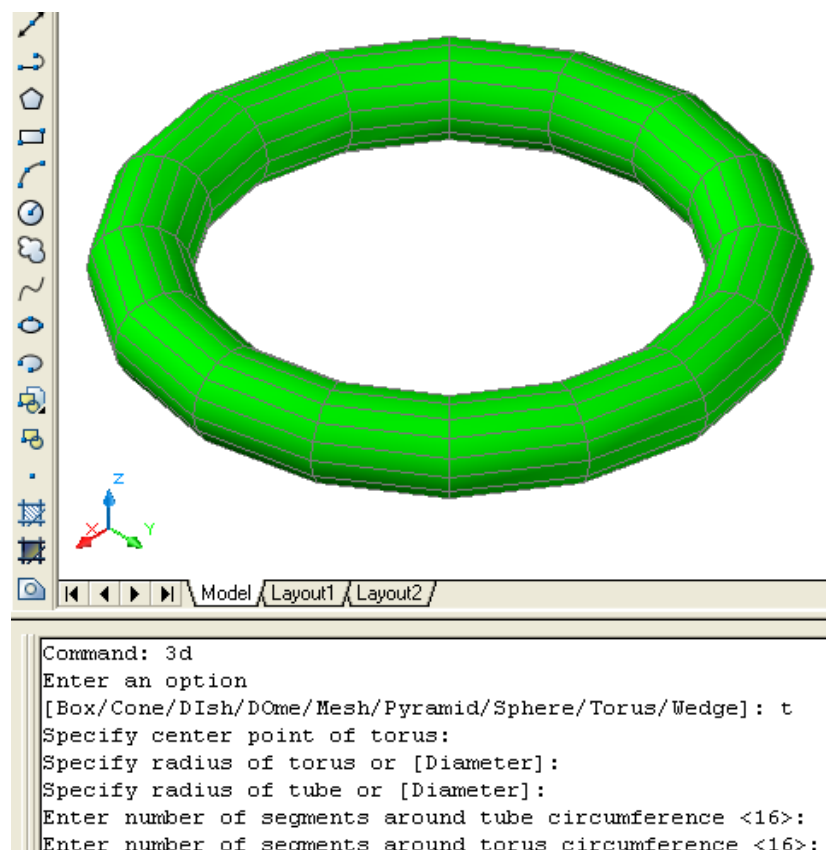 Z
X
Y
Model Layout1 Layout2
Command: 3d
Enter an option
[Box/Cone/DIsh/DOme/Mesh/Pyramid/Sphere/Torus/Wedge]: t
Specify center point of torus:
Specify radius of torus or [Diameter]:
Specify radius of tube or [Diameter]:
Enter number of segments around tube circumference <16>:
Enter number of segments around torus circumference <16>: